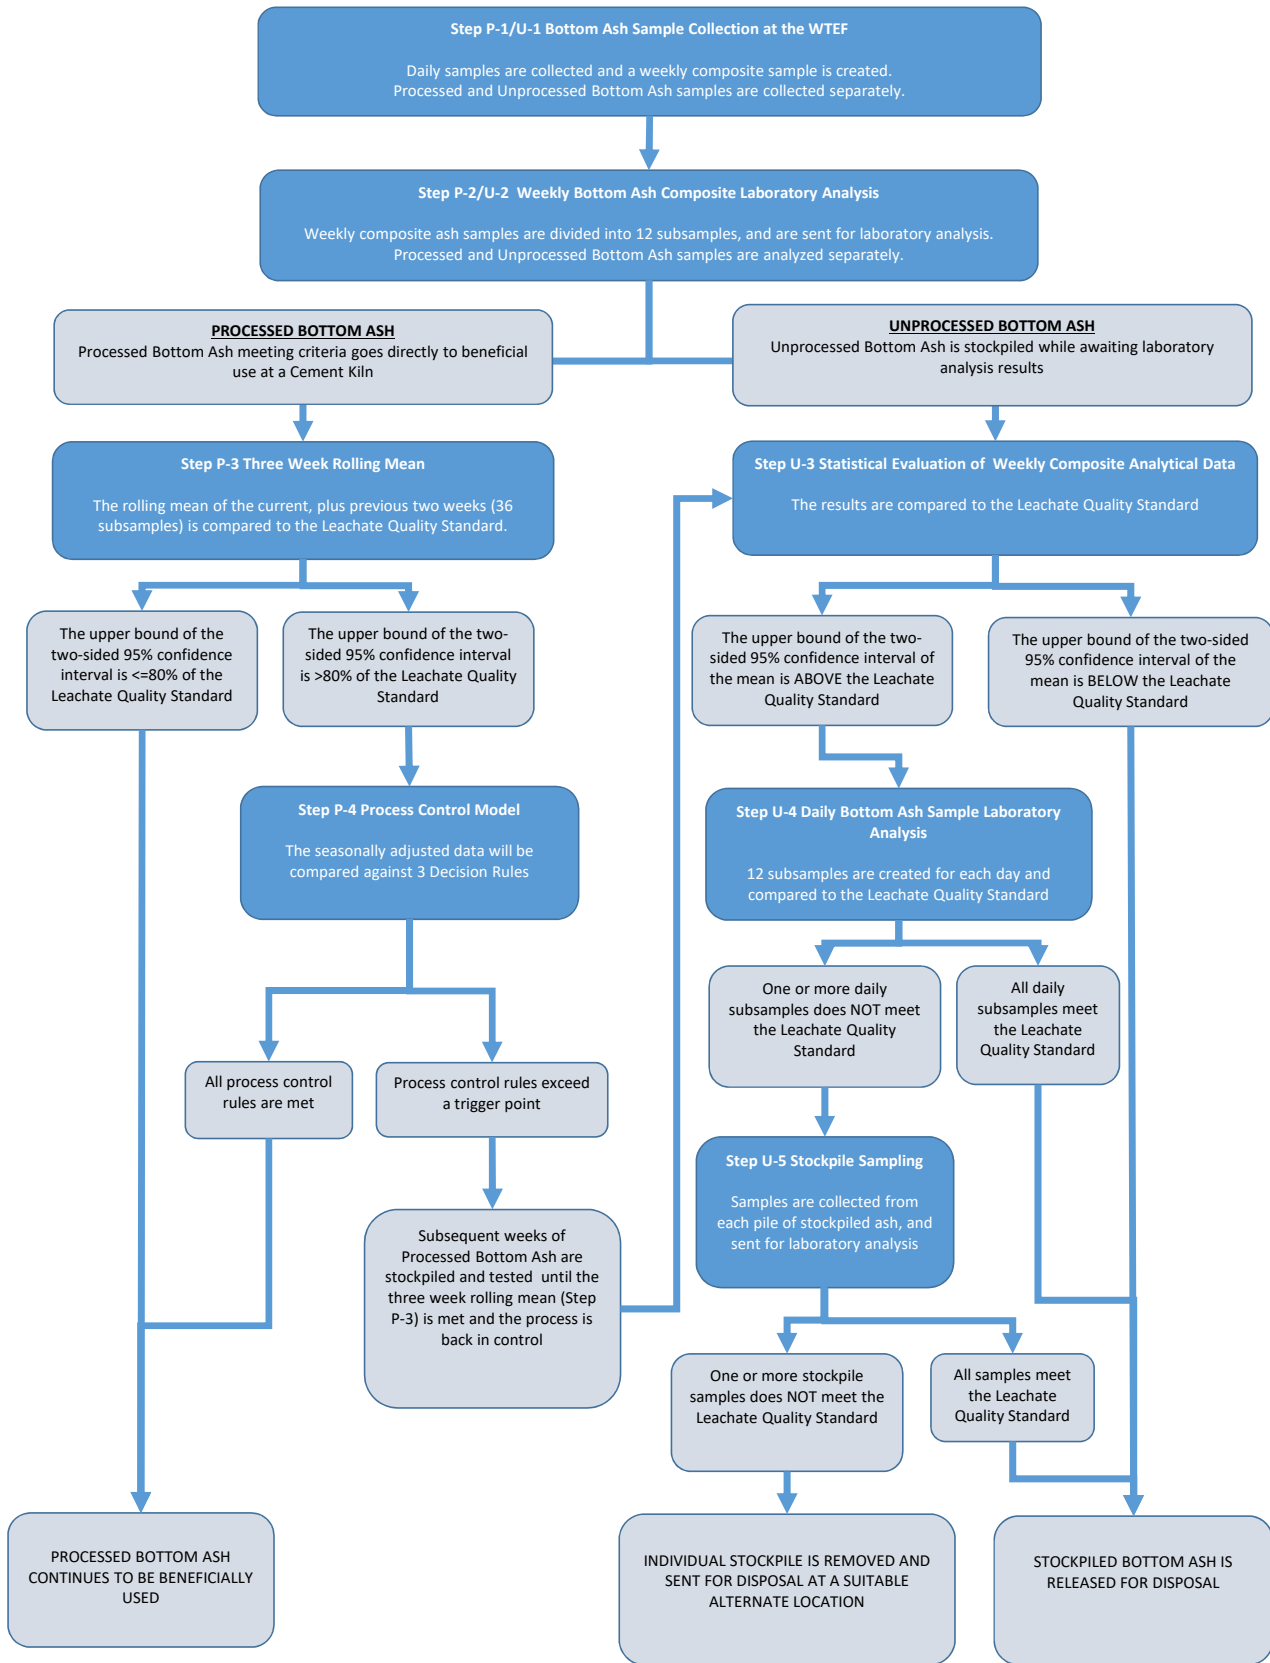 Step P-1/U-1 Bottom Ash Sample Collection at the WTEF
Daily samples are collected and a weekly composite sample is created.
Processed and Unprocessed Bottom Ash samples are collected separately.
Step P-2/U-2 Weekly Bottom Ash Composite Laboratory Analysis
Weekly composite ash samples are divided into 12 subsamples, and are sent for laboratory analysis.
Processed and Unprocessed Bottom Ash samples are analyzed separately.
PROCESSED BOTTOM ASH
Processed Bottom Ash meeting criteria goes directly to beneficial
use at a Cement Kiln
UNPROCESSED BOTTOM ASH
Unprocessed Bottom Ash is stockpiled while awaiting laboratory
analysis results
Step P-3 Three Week Rolling Mean
The rolling mean of the current, plus previous two weeks (36
subsamples) is compared to the Leachate Quality Standard.
Step U-3 Statistical Evaluation of Weekly Composite Analytical Data
The results are compared to the Leachate Quality Standard
The upper bound of the
two-sided 95% confidence
interval is <=80% of the
Leachate Quality Standard
The upper bound of the two-
sided 95% confidence interval
is >80% of the Leachate Quality
Standard
The upper bound of the two-
sided 95% confidence interval of
the mean is ABOVE the Leachate
Quality Standard
The upper bound of the two-sided
95% confidence interval of the
mean is BELOW the Leachate
Quality Standard
Step P-4 Process Control Model
The seasonally adjusted data will be
compared against 3 Decision Rules
Step U-4 Daily Bottom Ash Sample Laboratory
Analysis
12 subsamples are created for each day and
compared to the Leachate Quality Standard
One or more daily
subsamples does NOT meet
the Leachate Quality
Standard
All daily
subsamples meet
the Leachate
Quality Standard
All process control
rules are met
Process control rules exceed
a trigger point
Step U-5 Stockpile Sampling
Samples are collected from
each pile of stockpiled ash, and
sent for laboratory analysis
Subsequent weeks of
Processed Bottom Ash are
stockpiled and tested until the
three week rolling mean (Step
P-3) is met and the process is
back in control
One or more stockpile
samples does NOT meet the
Leachate Quality Standard
All samples meet
the Leachate
Quality Standard
PROCESSED BOTTOM ASH
CONTINUES TO BE BENEFICIALLY
USED
INDIVIDUAL STOCKPILE IS REMOVED AND
SENT FOR DISPOSAL AT A SUITABLE
ALTERNATE LOCATION
STOCKPILED BOTTOM ASH IS
RELEASED FOR DISPOSAL